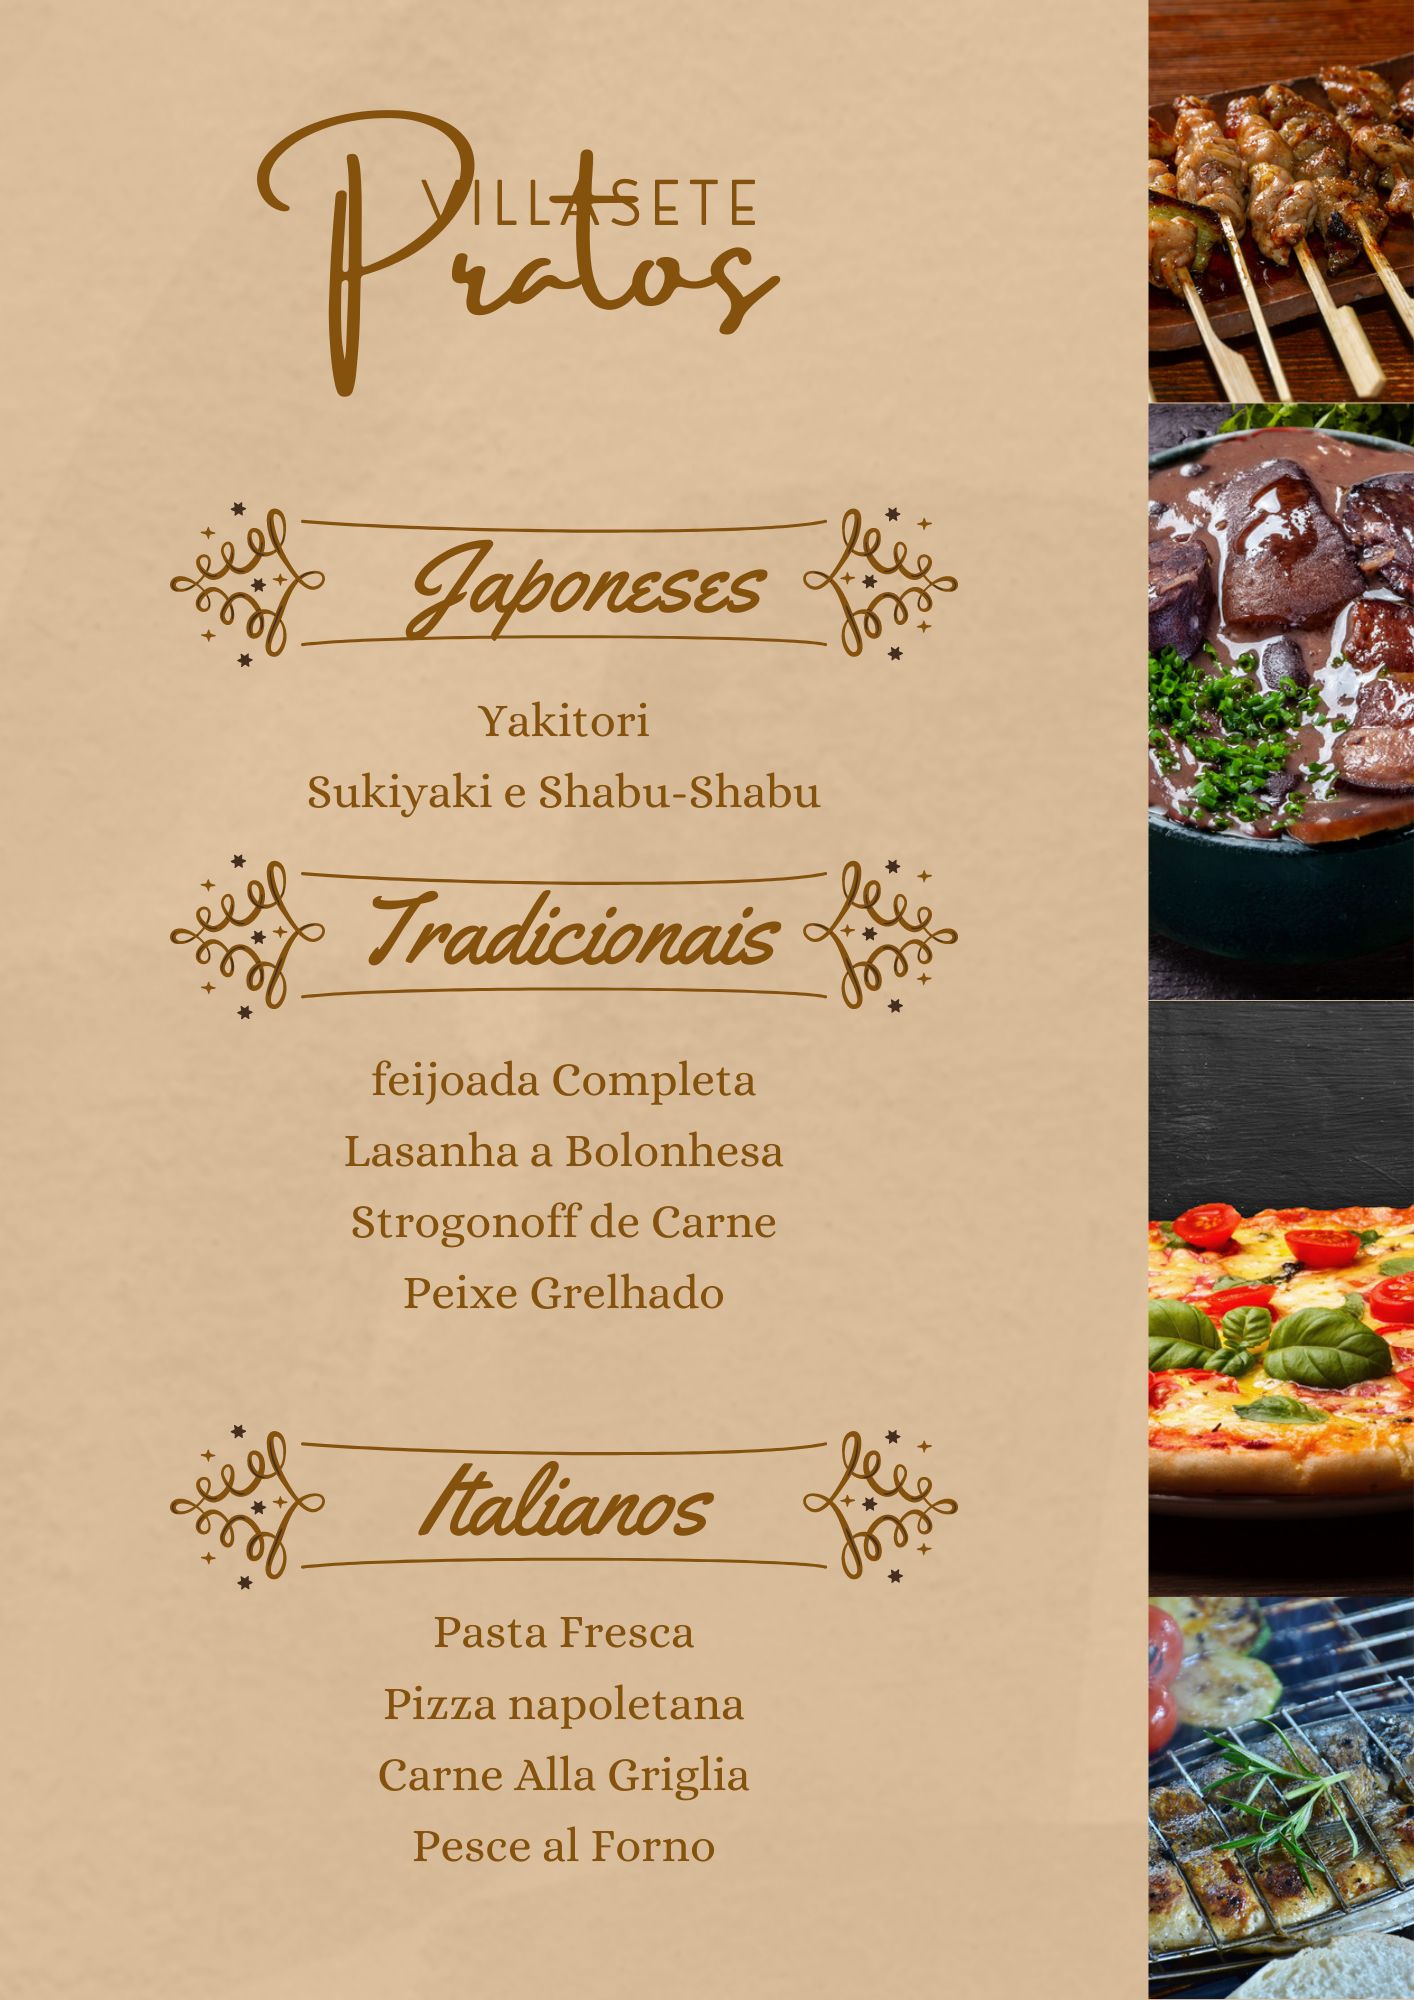 VILLASETE
Pratos
Japoneses
Yakitori
Sukiyaki e Shabu-Shabu
Tradicionais
feijoada Completa
Lasanha a Bolonhesa
Strogonoff de Carne
Peixe Grelhado
Italianos
Pasta Fresca
Pizza napoletana
Carne Alla Griglia
Pesce al Forno